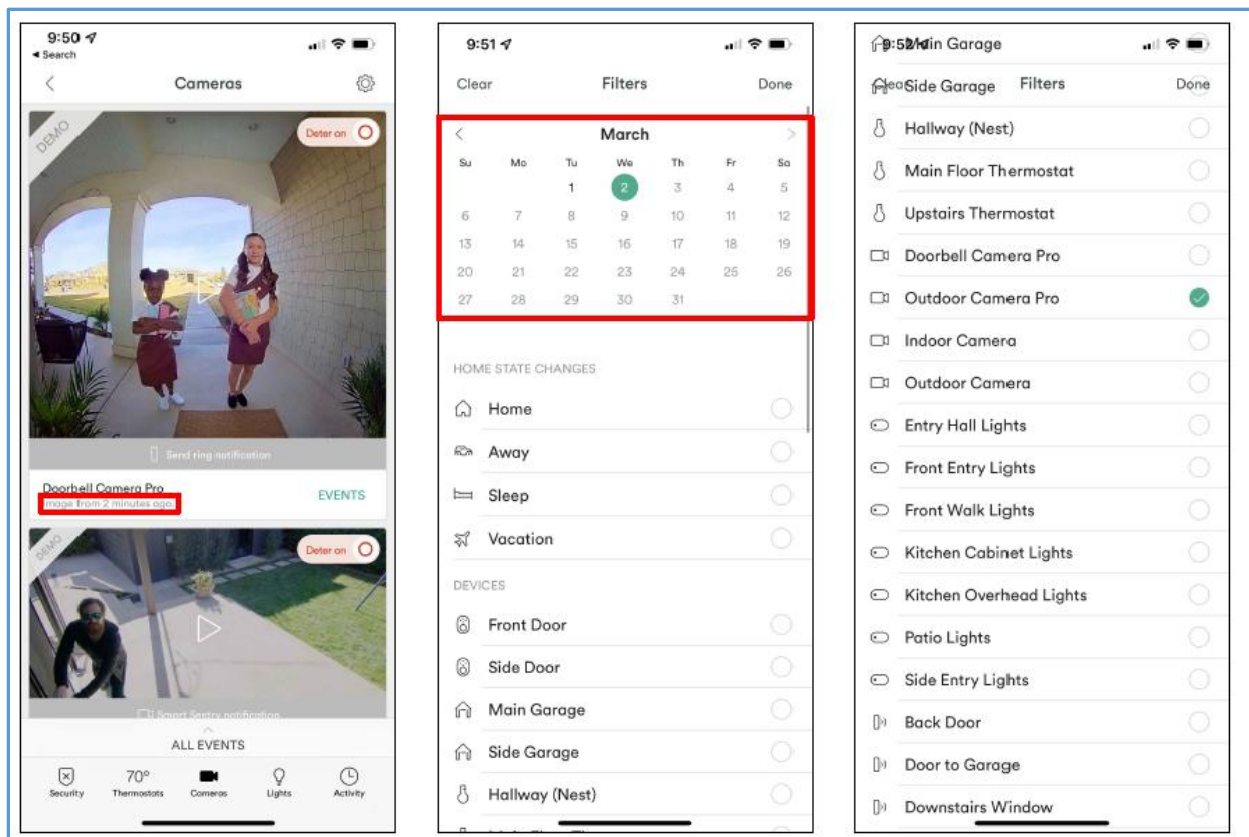 9:50
Search
Cameras
DEMO
Deter on
Send ring notification
Doorbell Camera Pro
Image from 2 minutes ago.
EVENTS
DEMO
Deter on
Smart Sentry notification
ALL EVENTS
70°
Security Thermostats Cameras Lights Activity
9:51
Clear Filters Done
March
Su Mo Tu We Th Fr Sa
1 2 3 4 5
6 7 8 9 10 11 12
13 14 15 16 17 18 19
20 21 22 23 24 25 26
27 28 29 30 31
HOME STATE CHANGES
Home
Away
Sleep
Vacation
DEVICES
Front Door
Side Door
Main Garage
Side Garage
Hallway (Nest)
9:52 Main Garage
Clear Side Garage Filters Done
Hallway (Nest)
Main Floor Thermostat
Upstairs Thermostat
Doorbell Camera Pro
Outdoor Camera Pro
Indoor Camera
Outdoor Camera
Entry Hall Lights
Front Entry Lights
Front Walk Lights
Kitchen Cabinet Lights
Kitchen Overhead Lights
Patio Lights
Side Entry Lights
Back Door
Door to Garage
Downstairs Window